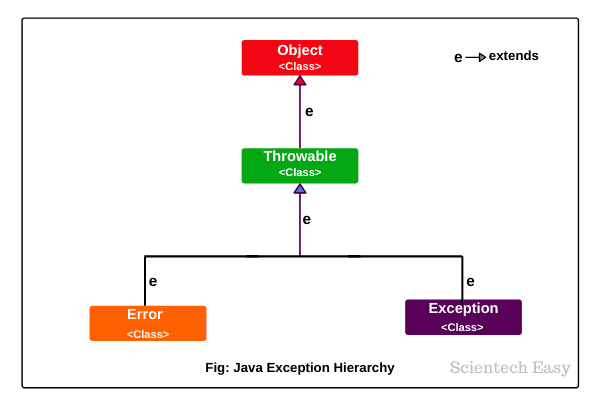 Object
<Class>
e extends
e
Throwable
<Class>
e
e
e
Error
<Class>
Exception
<Class>
Fig: Java Exception Hierarchy
Scientech Easy